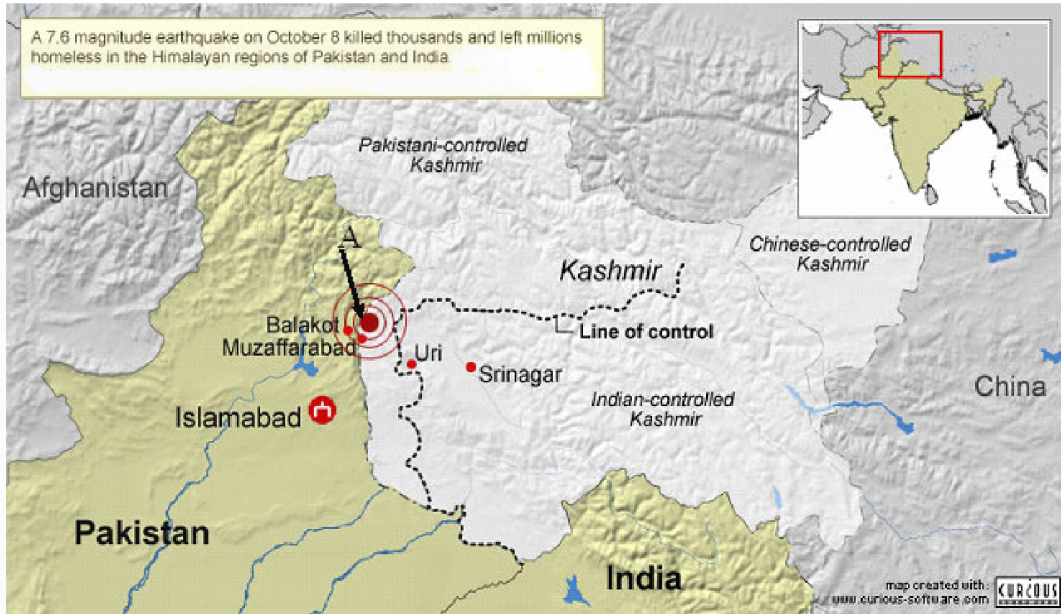 A 7.6 magnitude earthquake on October 8 killed thousands and left millions
homeless in the Himalayan regions of Pakistan and India
Pakistani-controlled
Kashmir
Afghanistan
A
Chinese-controlled
Kashmir
Kashmir
Balakot
Line of control
Muzaffarabad
Uri
Srinagar
China
Islamabad
Indian-controlled
Kashmir
Pakistan
India
map created with:
www.curious-software.com
CURIOUS